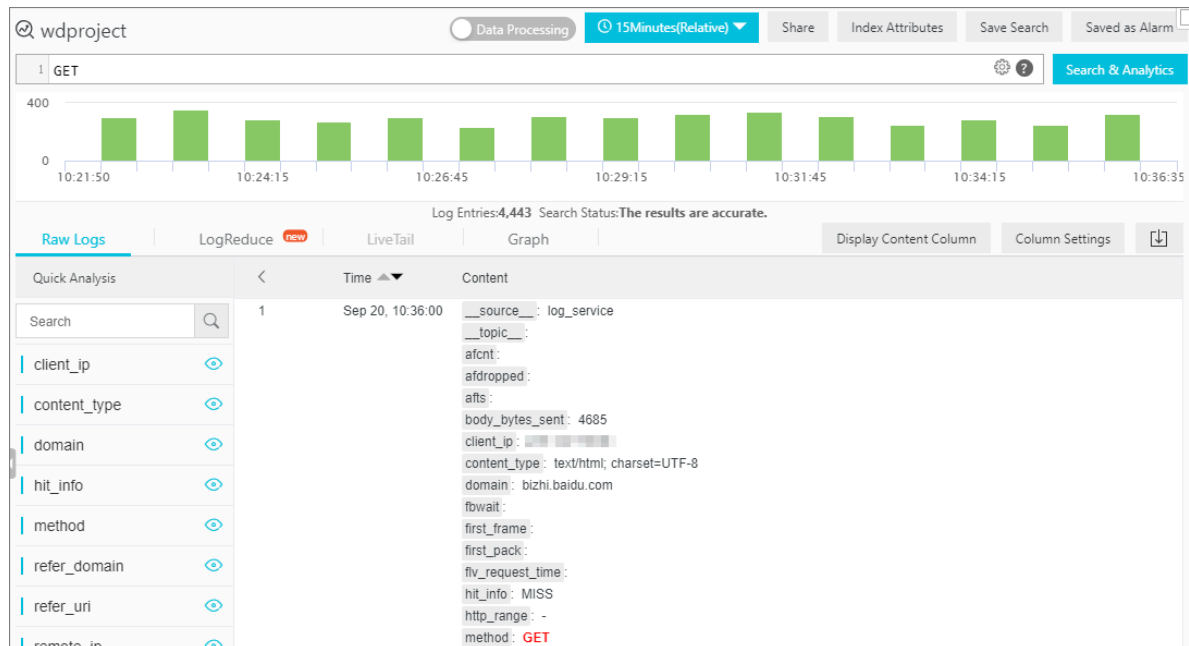 wdproject
Data Processing
15Minutes(Relative)
Share
Index Attributes
Save Search
Saved as Alarm
1 GET
Search & Analytics
400
0
10:21:50 10:24:15 10:26:45 10:29:15 10:31:45 10:34:15 10:36:35
Log Entries:4,443 Search Status:The results are accurate.
Raw Logs
LogReduce new
LiveTail
Graph
Display Content Column
Column Settings
Quick Analysis
Time
Content
Search
client_ip
content_type
domain
hit_info
method
refer_domain
refer_uri
remote_ip
1
Sep 20, 10:36:00
__source__ : log_service
__topic__ :
afcnt :
afdropped :
afts :
body_bytes_sent : 4685
client_ip :
content_type : text/html; charset=UTF-8
domain : bizhi.baidu.com
fbwait :
first_frame :
first_pack :
flv_request_time :
hit_info : MISS
http_range : -
method : GET